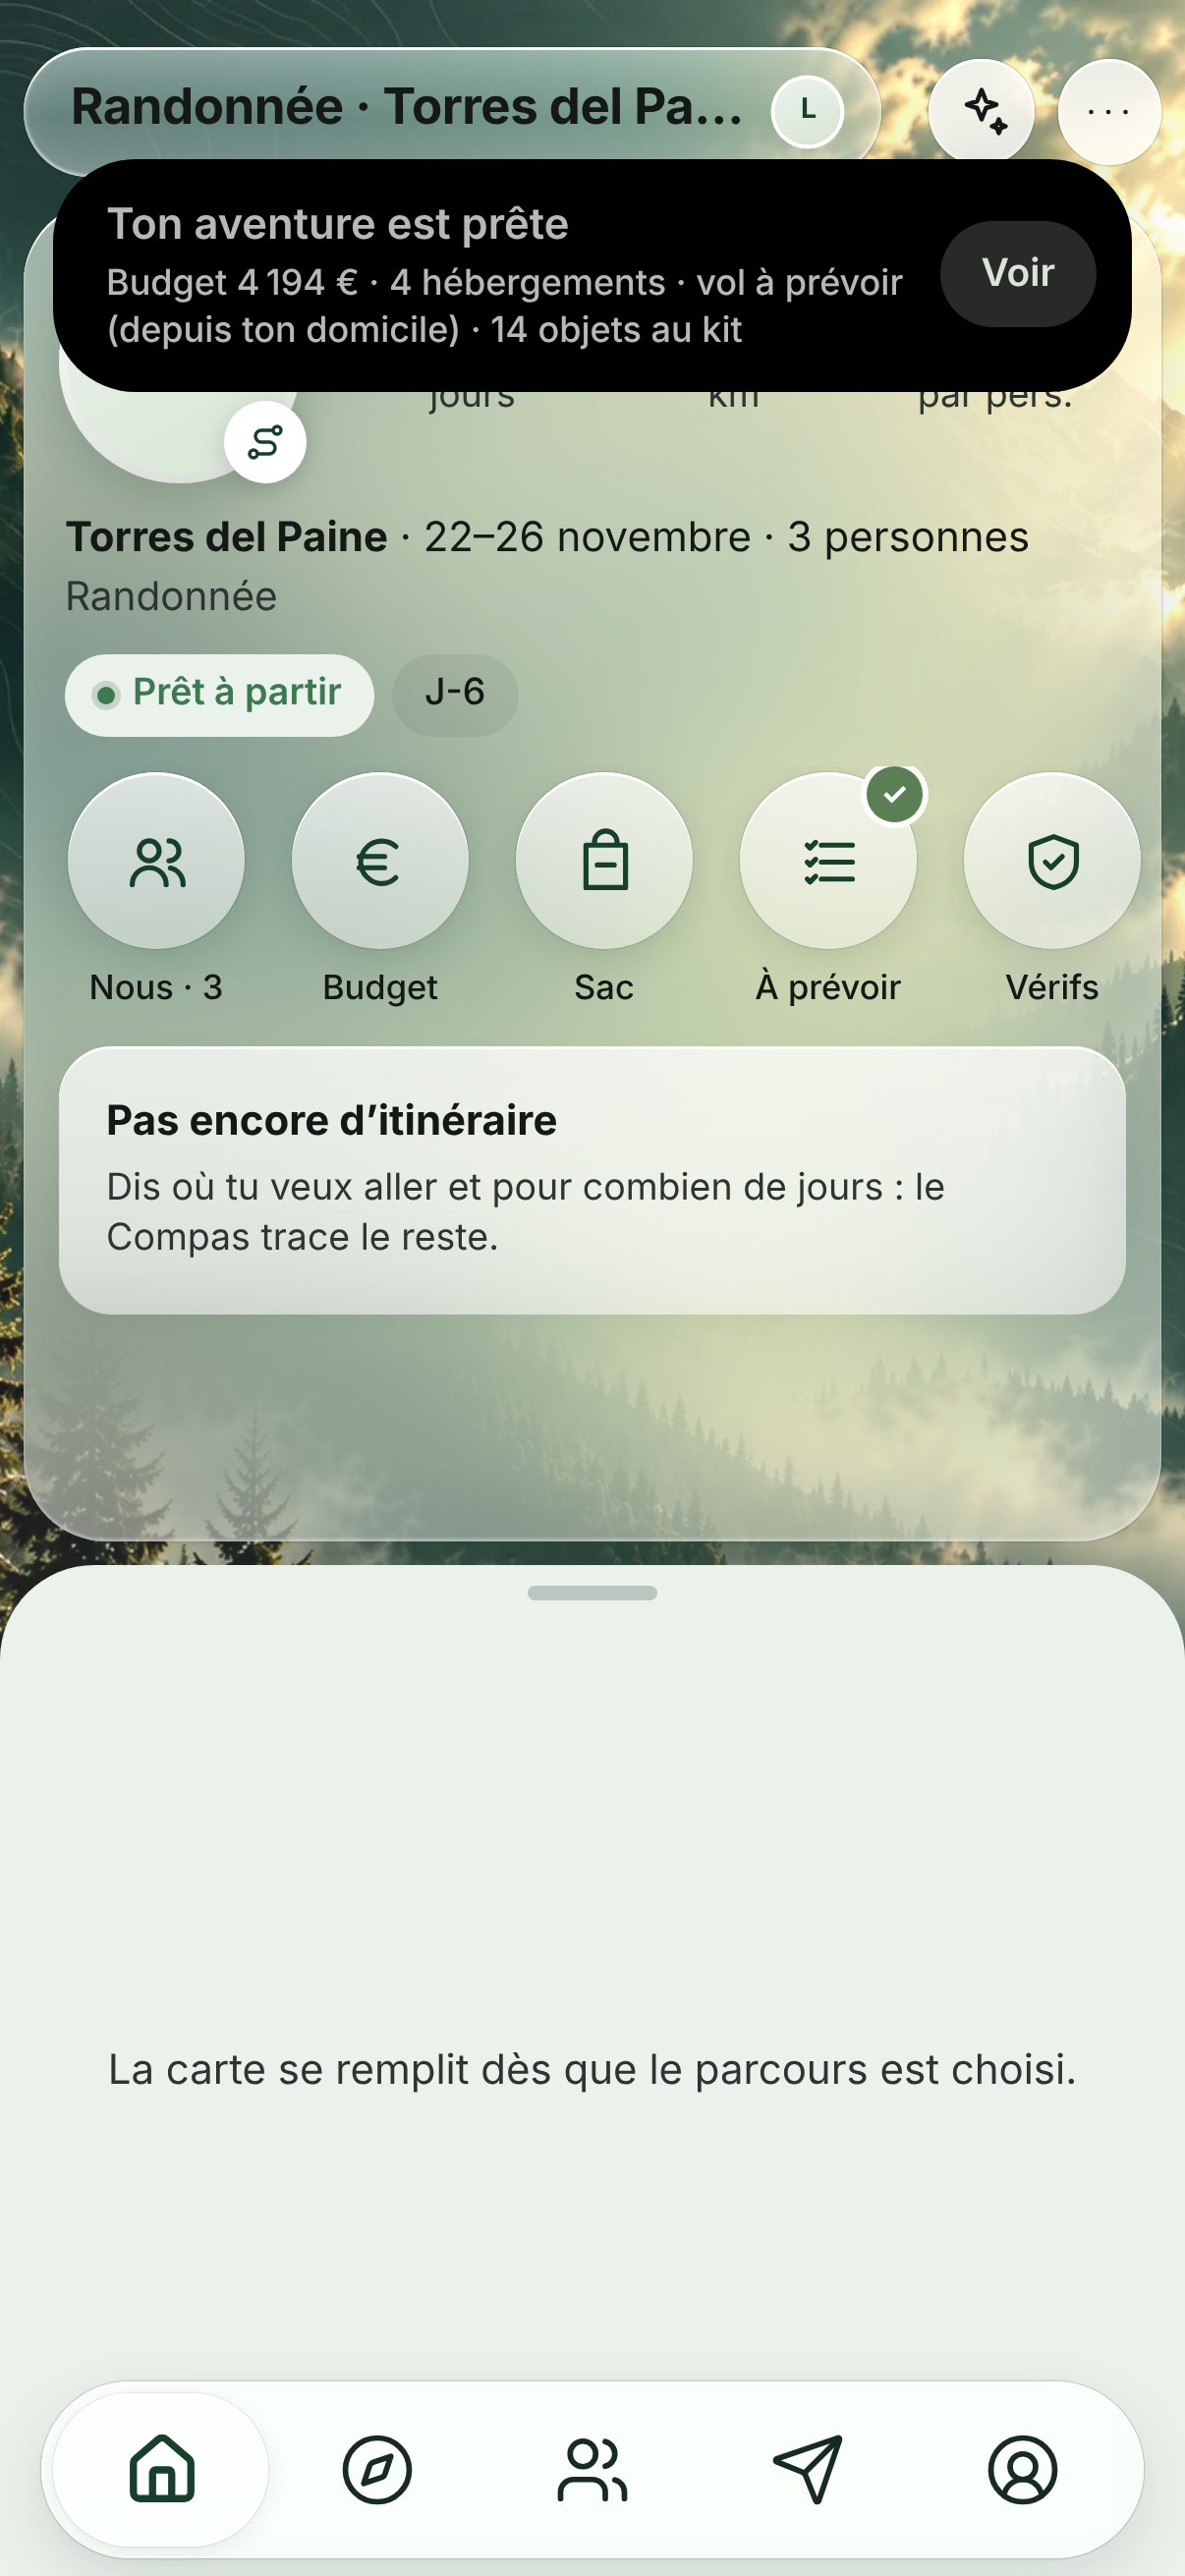 Randonnée · Torres del Pa...
L
Ton aventure est prête
Budget 4 194 € · 4 hébergements · vol à prévoir
(depuis ton domicile) · 14 objets au kit
Voir
jours
km
par pers.
Torres del Paine · 22–26 novembre · 3 personnes
Randonnée
Prêt à partir
J-6
Nous · 3
Budget
Sac
À prévoir
Vérifs
Pas encore d’itinéraire
Dis où tu veux aller et pour combien de jours : le
Compas trace le reste.
La carte se remplit dès que le parcours est choisi.